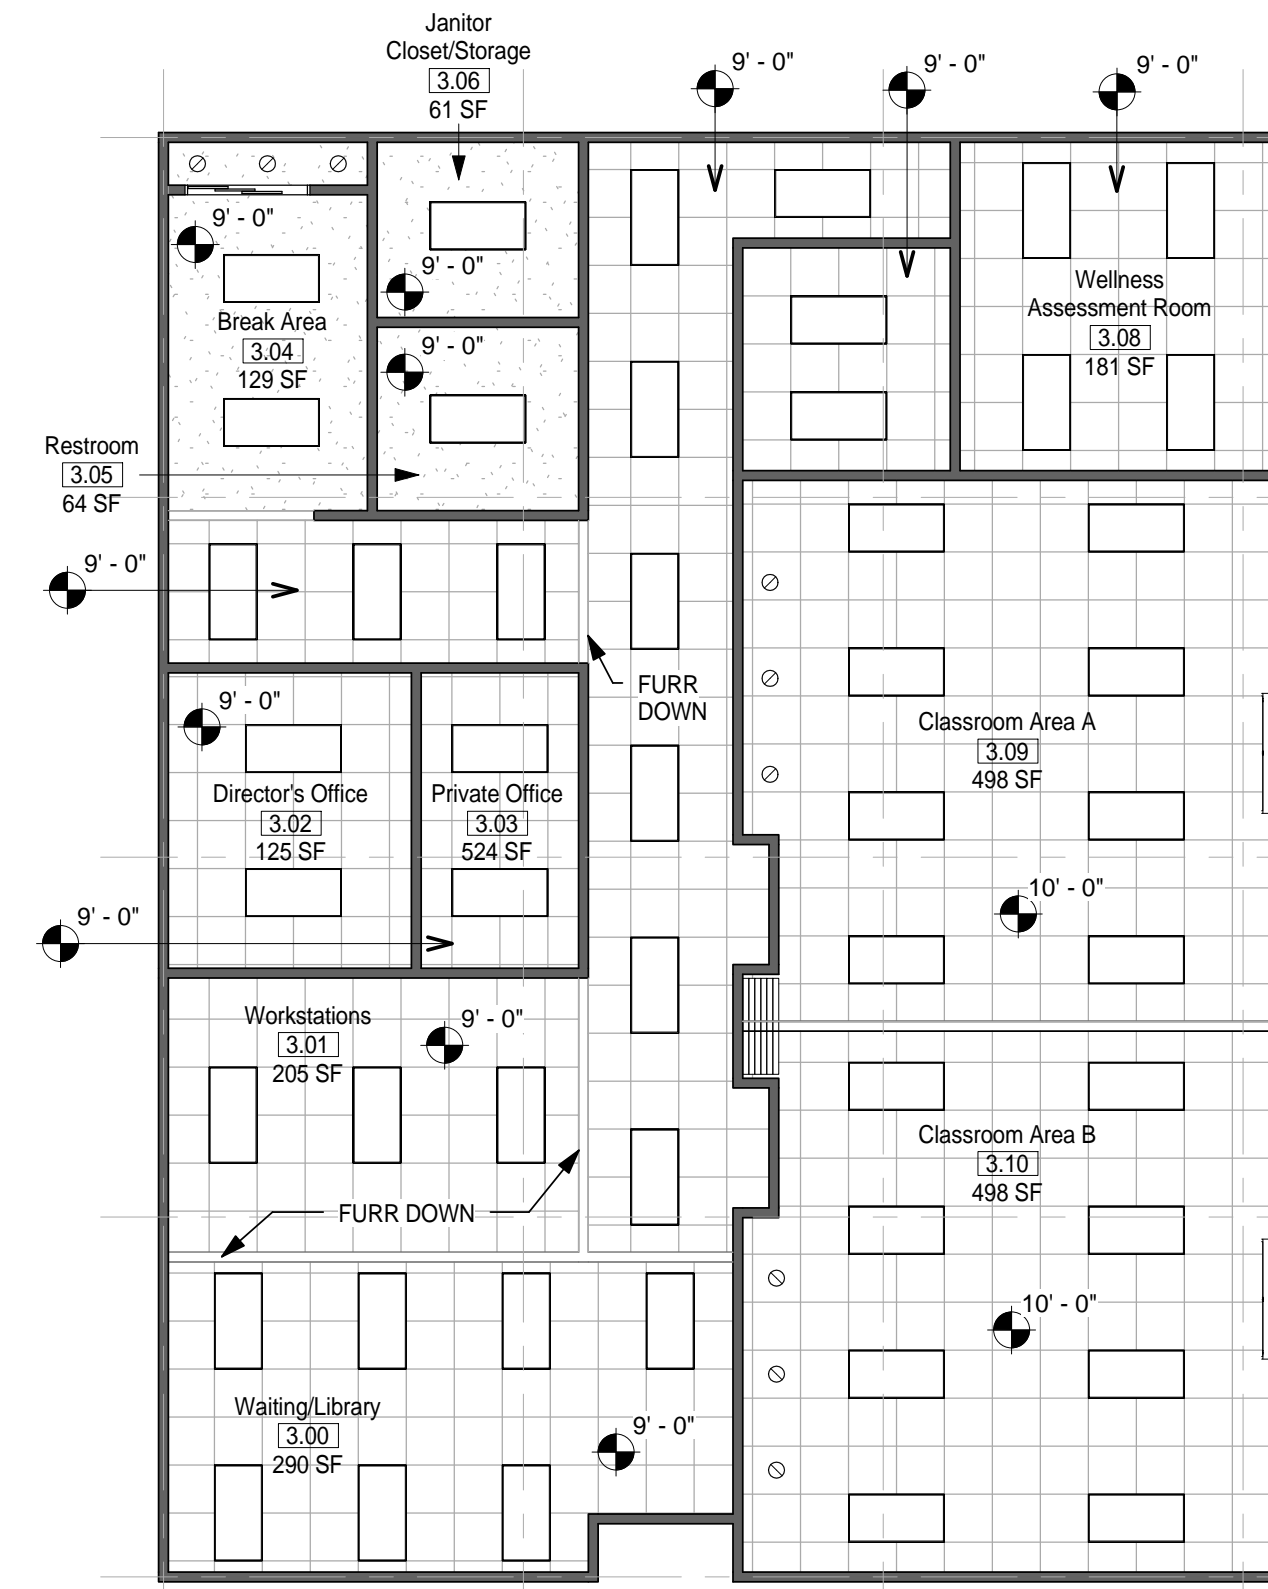 Janitor
Closet/Storage
3.06
61 SF
9' - 0"
9' - 0"
9' - 0"
9' - 0"
9' - 0"
Break Area
3.04
129 SF
9' - 0"
Wellness
Assessment Room
3.08
181 SF
Restroom
3.05
64 SF
9' - 0"
FURR
DOWN
9' - 0"
Director's Office
3.02
125 SF
Private Office
3.03
524 SF
Classroom Area A
3.09
498 SF
10' - 0"
9' - 0"
Workstations
3.01
205 SF
9' - 0"
FURR DOWN
Classroom Area B
3.10
498 SF
10' - 0"
Waiting/Library
3.00
290 SF
9' - 0"